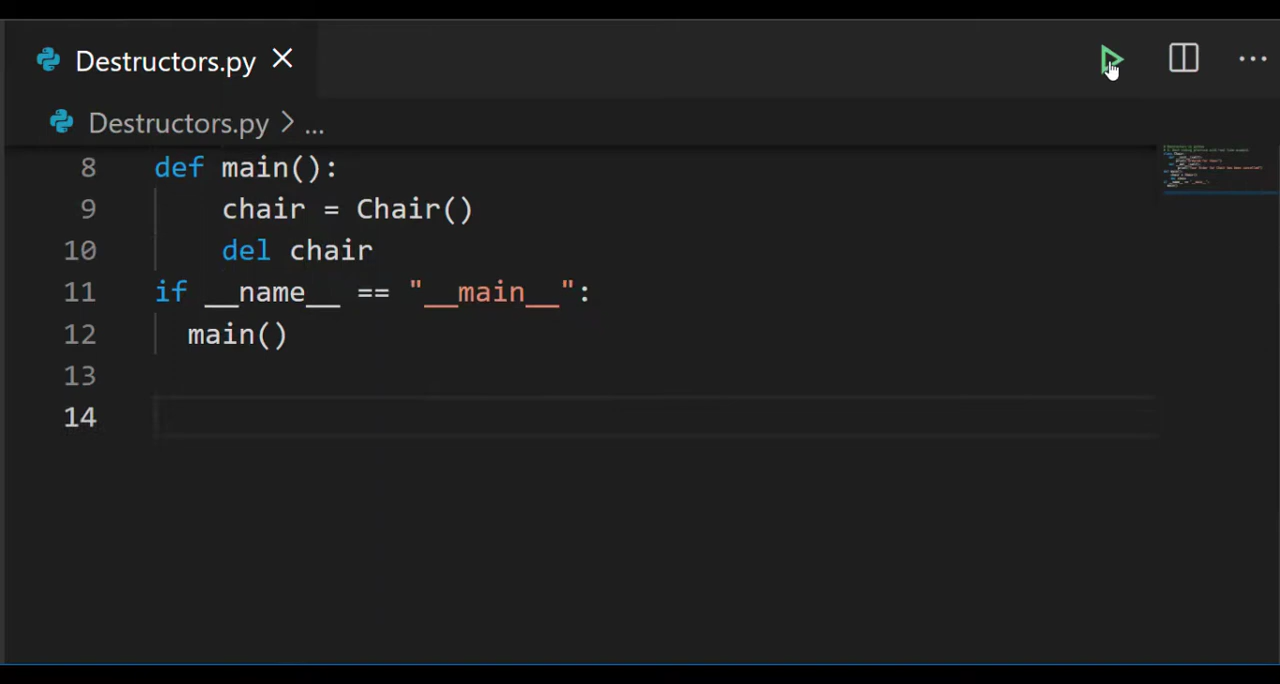 Destructors.py
Destructors.py > ...
8 def main():
9 chair = Chair()
10 del chair
11 if __name__ == "__main__":
12 main()
13
14